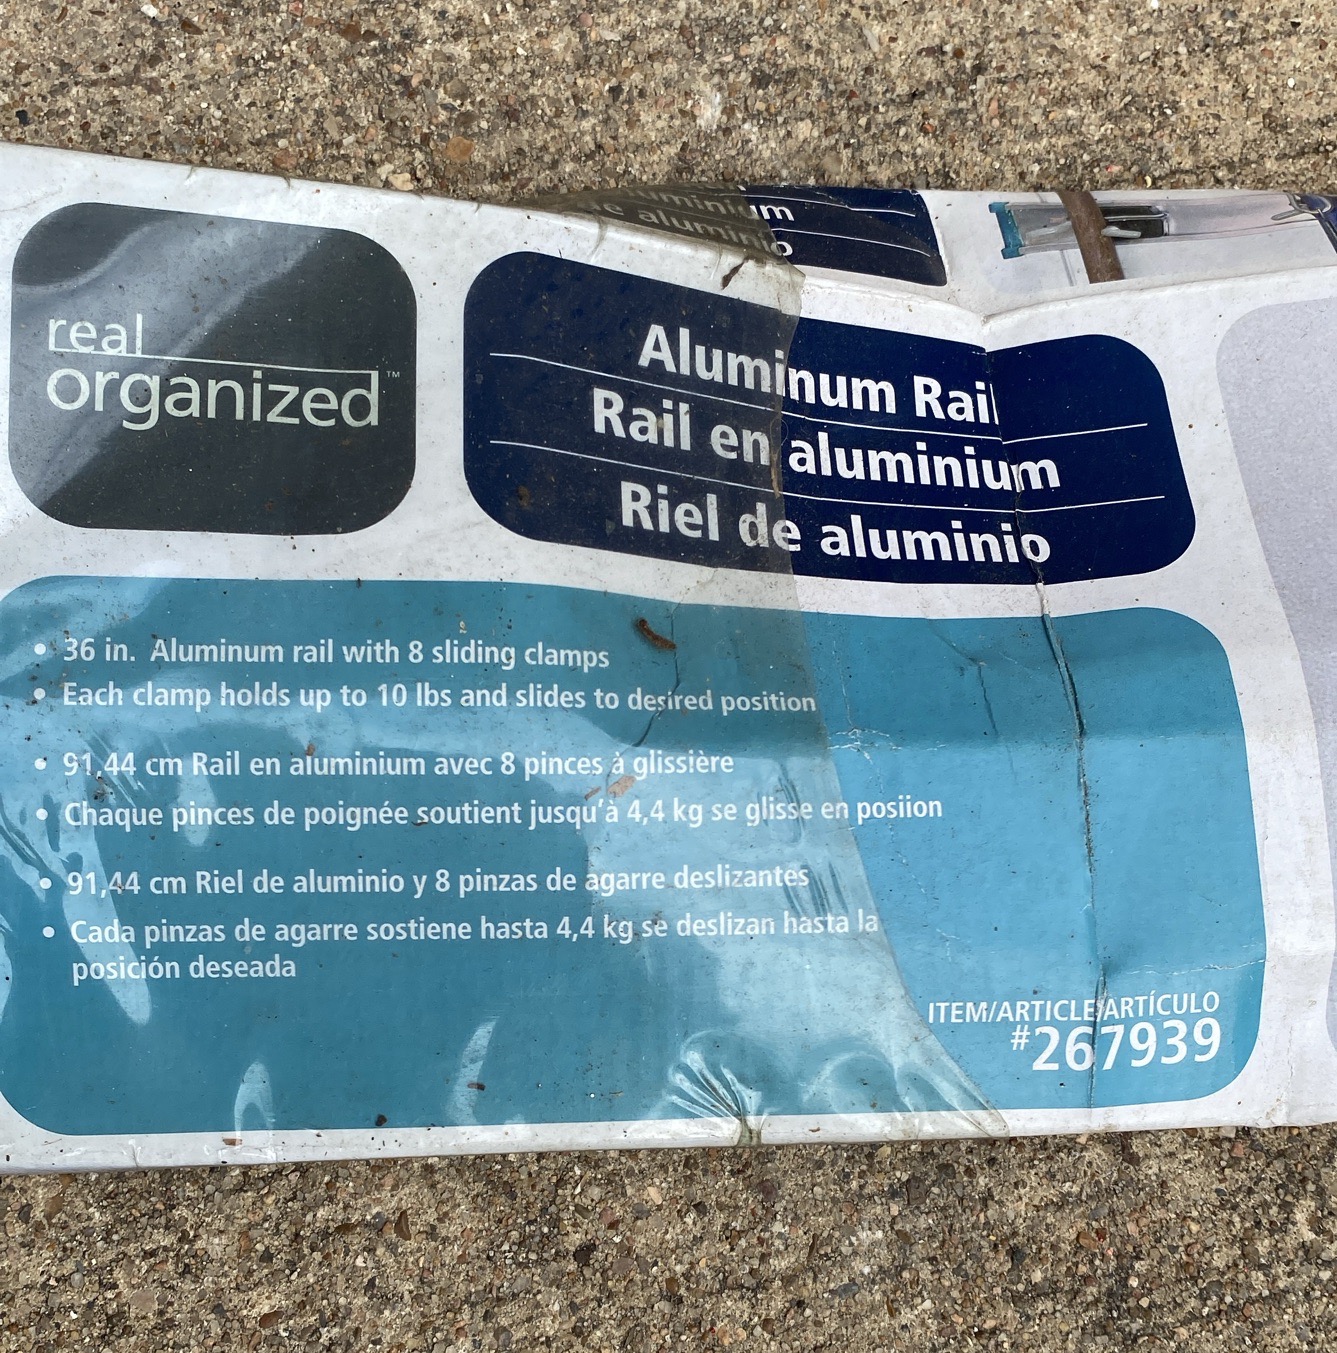 uminium
de aluminio
real
organized™
Aluminum Rail
Rail en aluminium
Riel de aluminio
• 36 in. Aluminum rail with 8 sliding clamps
• Each clamp holds up to 10 lbs and slides to desired position
• 91,44 cm Rail en aluminium avec 8 pinces à glissière
• Chaque pinces de poignée soutient jusqu'à 4,4 kg se glisse en posiion
• 91,44 cm Riel de aluminio y 8 pinzas de agarre deslizantes
• Cada pinzas de agarre sostiene hasta 4,4 kg se deslizan hasta la
posición deseada
ITEM/ARTICLE/ARTÍCULO
#267939